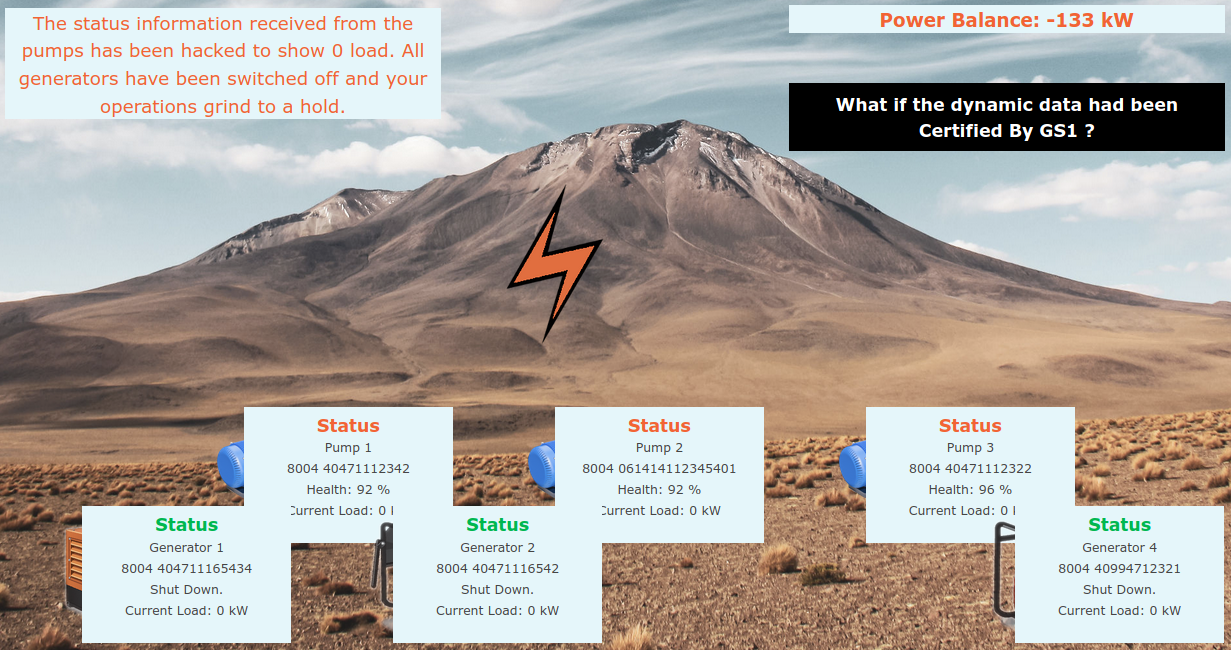 The status information received from the
pumps has been hacked to show 0 load. All
generators have been switched off and your
operations grind to a hold.
Power Balance: -133 kW
What if the dynamic data had been
Certified By GS1 ?
Status
Pump 1
8004 40471112342
Health: 92 %
Current Load: 0
Status
Pump 2
8004 061414112345401
Health: 92 %
Current Load: 0 kW
Status
Pump 3
8004 40471112322
Health: 96 %
Current Load: 0
Status
Generator 1
8004 404711165434
Shut Down.
Current Load: 0 kW
Status
Generator 2
8004 40471116542
Shut Down.
Current Load: 0 kW
Status
Generator 4
8004 40994712321
Shut Down.
Current Load: 0 kW